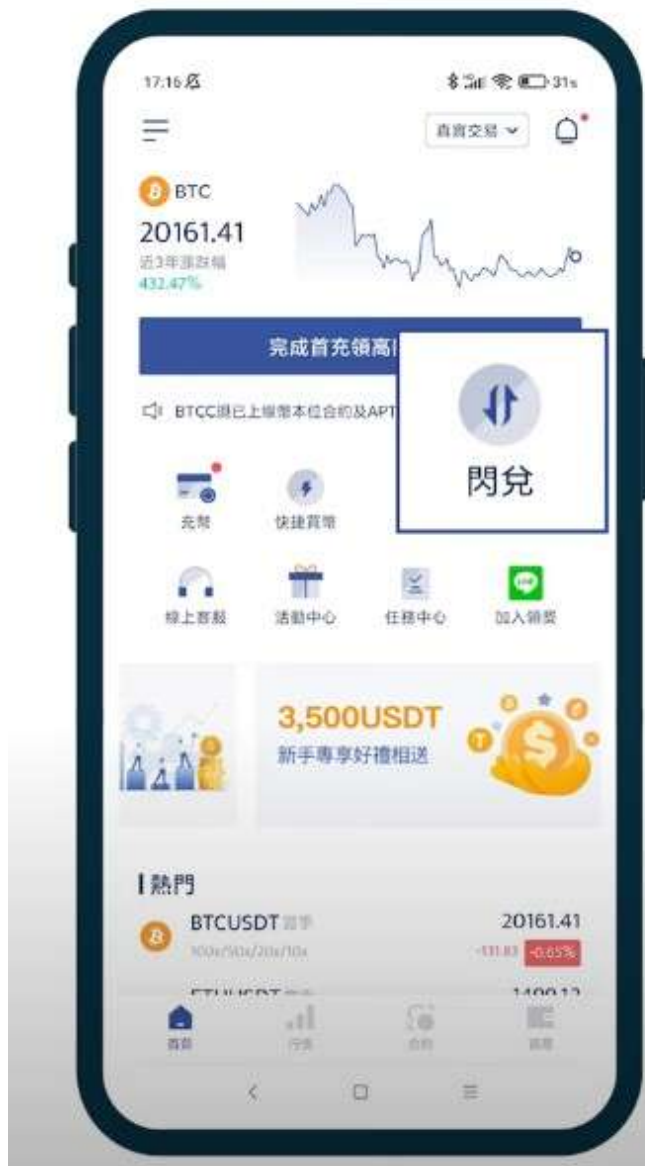 17:16
31%
真實交易
BTC
20161.41
近3年漲跌幅
432.47%
完成首充領高
BTCC現已上線幣本位合約及APT
閃兌
充幣
快捷買幣
線上客服
活動中心
任務中心
加入領獎
3,500USDT
新手專享好禮相送
熱門
BTCUSDT
20161.41
100x/50x/20x/10x
-131.83
-0.65%
首頁
行情
合約